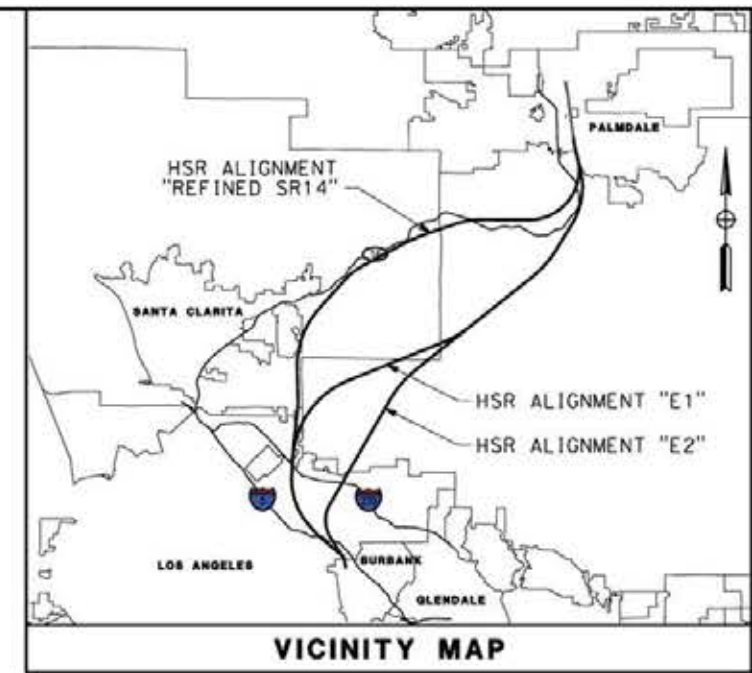 PALMDALE
HSR ALIGNMENT
"REFINED SR14"
SANTA CLARITA
HSR ALIGNMENT "E1"
HSR ALIGNMENT "E2"
5
LOS ANGELES
BURBANK
GLENDALE
VICINITY MAP